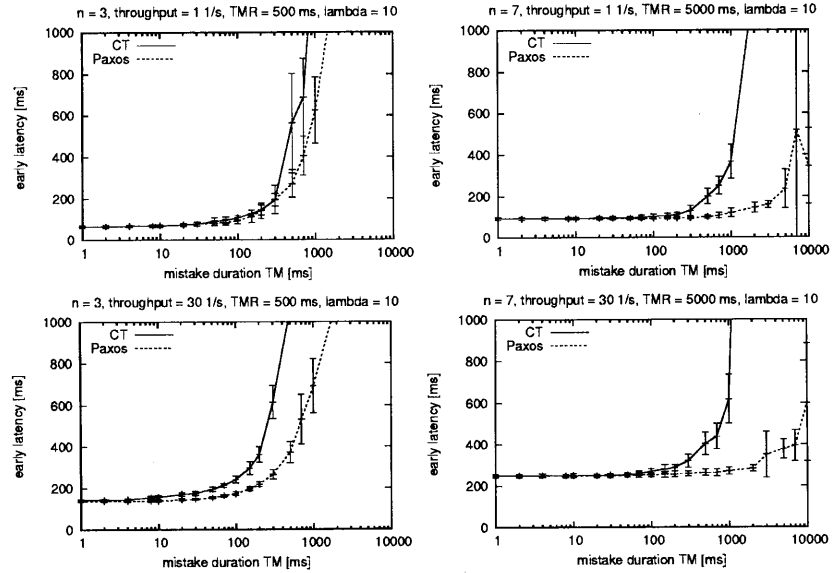 n = 3, throughput = 1 1/s, TMR = 500 ms, lambda = 10
1000
800
600
400
200
0
early latency [ms]
CT
Paxos
1
10
100
1000
10000
mistake duration TM [ms]
n = 7, throughput = 1 1/s, TMR = 5000 ms, lambda = 10
1000
800
600
400
200
0
early latency [ms]
CT
Paxos
1
10
100
1000
10000
mistake duration TM [ms]
n = 3, throughput = 30 1/s, TMR = 500 ms, lambda = 10
1000
800
600
400
200
0
early latency [ms]
CT
Paxos
1
10
100
1000
10000
mistake duration TM [ms]
n = 7, throughput = 30 1/s, TMR = 5000 ms, lambda = 10
1000
800
600
400
200
0
early latency [ms]
CT
Paxos
1
10
100
1000
10000
mistake duration TM [ms]